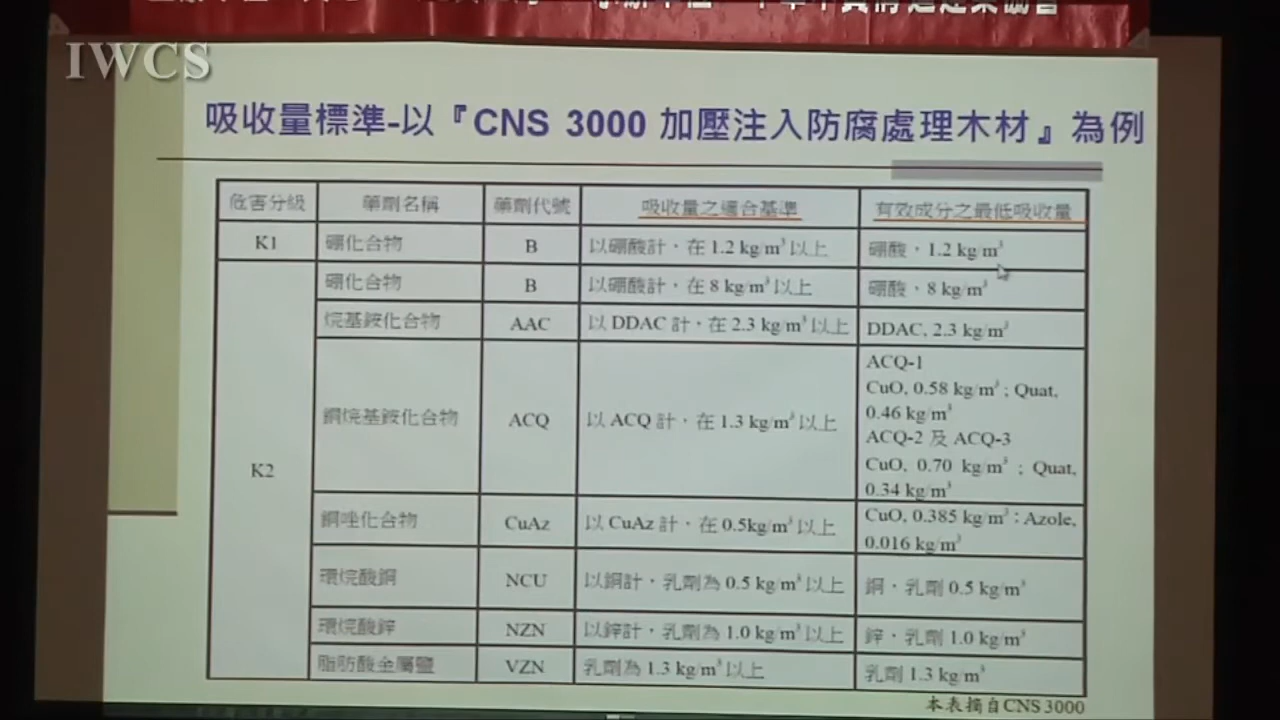 IWCS
吸收量標準-以『CNS 3000 加壓注入防腐處理木材』為例
危害分級 藥劑名稱 藥劑代號 吸收量之適合基準 有效成分之最低吸收量
K1 硼化合物 B 以硼酸計，在 1.2 kg/m³ 以上 硼酸，1.2 kg/m³
K2
硼化合物 B 以硼酸計，在 8 kg/m³ 以上 硼酸，8 kg/m³
烷基銨化合物 AAC 以 DDAC 計，在 2.3 kg/m³ 以上 DDAC, 2.3 kg/m³
銅烷基銨化合物 ACQ 以 ACQ 計，在 1.3 kg/m³ 以上
ACQ-1
CuO, 0.58 kg/m³；Quat,
0.46 kg/m³
ACQ-2 及 ACQ-3
CuO, 0.70 kg/m³；Quat,
0.34 kg/m³
銅唑化合物 CuAz 以 CuAz 計，在 0.5kg/m³ 以上
CuO, 0.385 kg/m³；Azole,
0.016 kg/m³
環烷酸銅 NCU 以銅計，乳劑為 0.5 kg/m³ 以上 銅，乳劑 0.5 kg/m³
環烷酸鋅 NZN 以鋅計，乳劑為 1.0 kg/m³ 以上 鋅，乳劑 1.0 kg/m³
脂肪酸金屬鹽 VZN 乳劑為 1.3 kg/m³ 以上 乳劑 1.3 kg/m³
本表摘自CNS 3000